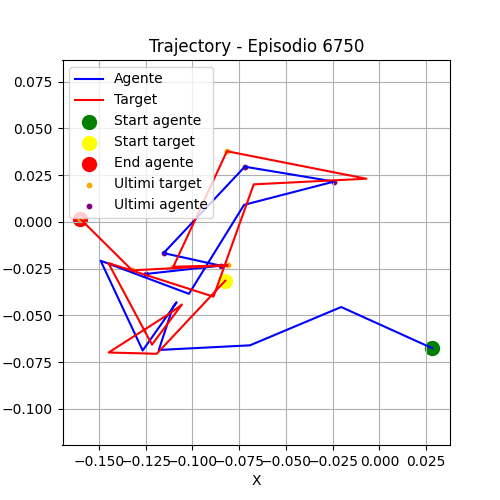 Trajectory - Episodio 6750
Agente
Target
Start agente
Start target
End agente
Ultimi target
Ultimi agente
0.075
0.050
0.025
0.000
−0.025
−0.050
−0.075
−0.100
−0.150 −0.125 −0.100 −0.075 −0.050 −0.025 0.000 0.025
X